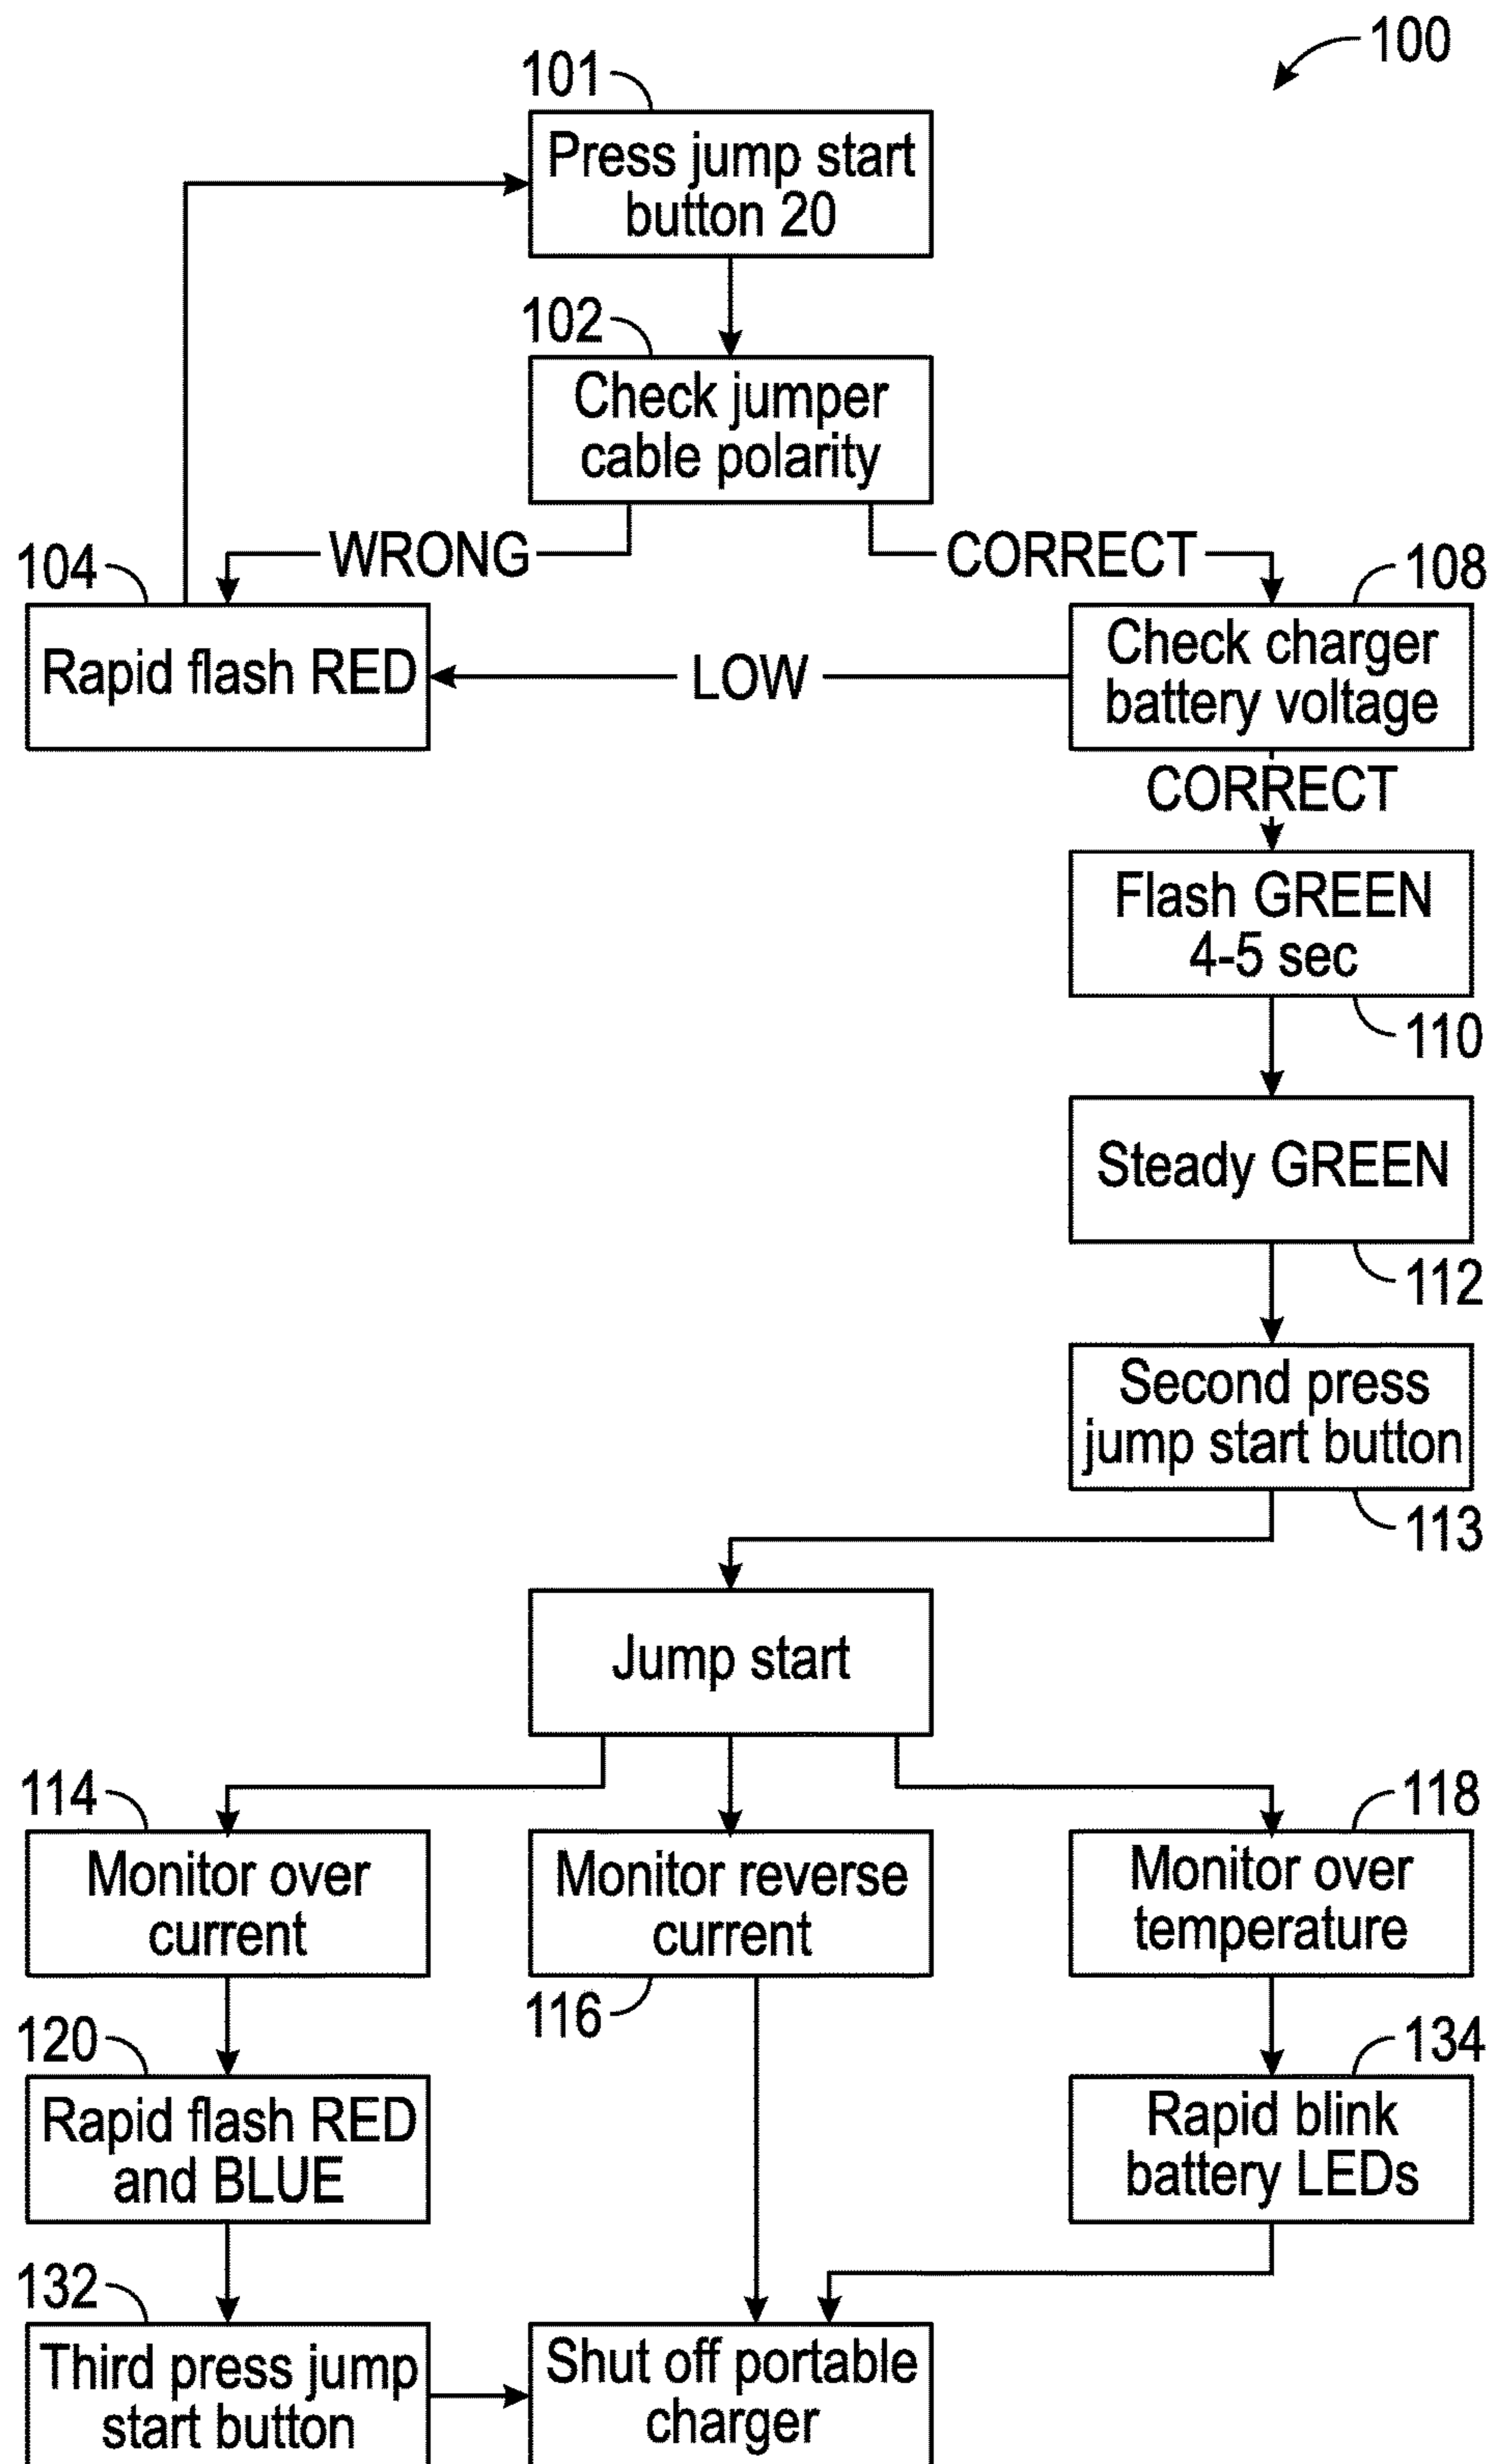 100
101
Press jump start
button 20
102
Check jumper
cable polarity
WRONG
CORRECT
104
108
Rapid flash RED
LOW
Check charger
battery voltage
CORRECT
Flash GREEN
4-5 sec
110
Steady GREEN
112
Second press
jump start button
113
Jump start
114
118
Monitor over
current
Monitor reverse
current
Monitor over
temperature
116
120
134
Rapid flash RED
and BLUE
Rapid blink
battery LEDs
132
Third press jump
start button
Shut off portable
charger